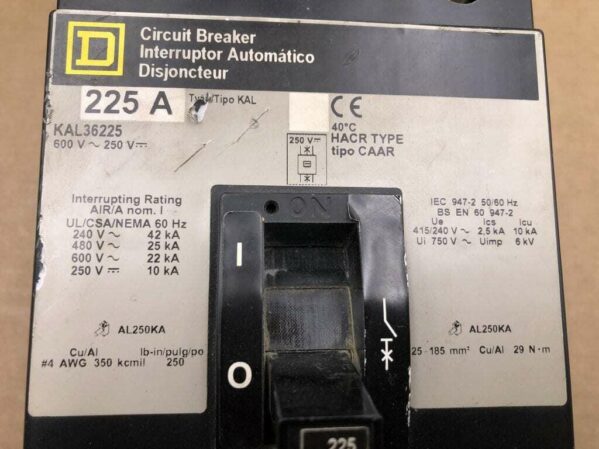 D
Circuit Breaker
Interruptor Automático
Disjoncteur
225 A
/Tipo KAL
CE
KAL36225
600 V ~ 250 V⎓
250 V⎓
40°C
HACR TYPE
tipo CAAR
Interrupting Rating
AIR/A nom. I
UL/CSA/NEMA 60 Hz
240 V ~ 42 kA
480 V ~ 25 kA
600 V ~ 22 kA
250 V ⎓ 10 kA
IEC 947-2 50/60 Hz
BS EN 60 947-2
Ue Ics Icu
415/240 V ~ 2,5 kA 10 kA
Ui 750 V ~ Uimp 6 kV
ON
I
O
AL250KA
Cu/Al lb-in/pulg/po
#4 AWG 350 kcmil 250
AL250KA
25 - 185 mm² Cu/Al 29 N·m
225